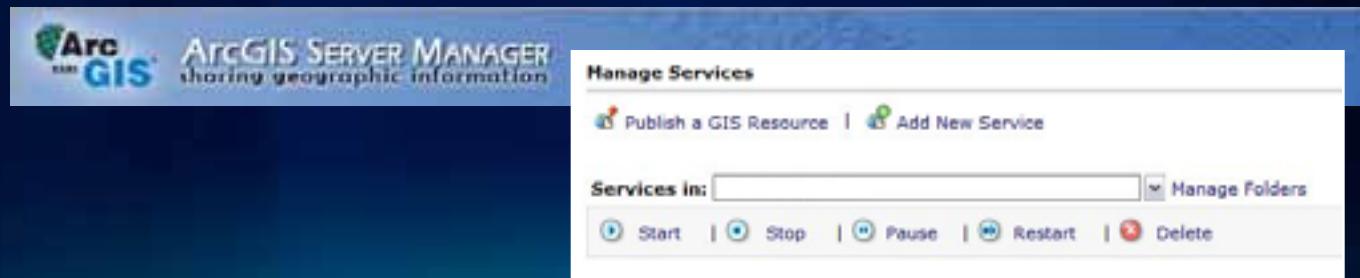 Arc
GIS
ESRI
ArcGIS Server Manager
sharing geographic information
Manage Services
Publish a GIS Resource | Add New Service
Services in: Manage Folders
Start | Stop | Pause | Restart | Delete